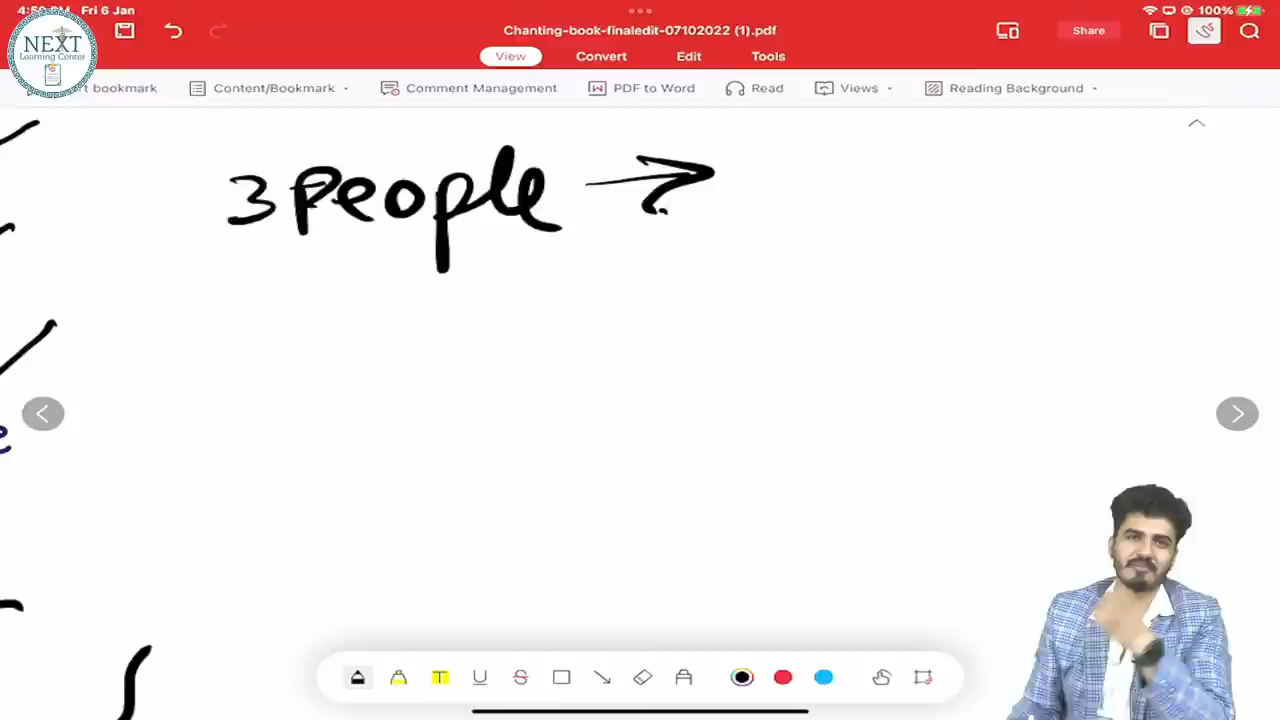 4:50 PM Fri 6 Jan
100%
NEXT
Learning Center
Chanting-book-finaledit-07102022 (1).pdf
Share
View
Convert
Edit
Tools
bookmark
Content/Bookmark
Comment Management
PDF to Word
Read
Views
Reading Background
3 People →